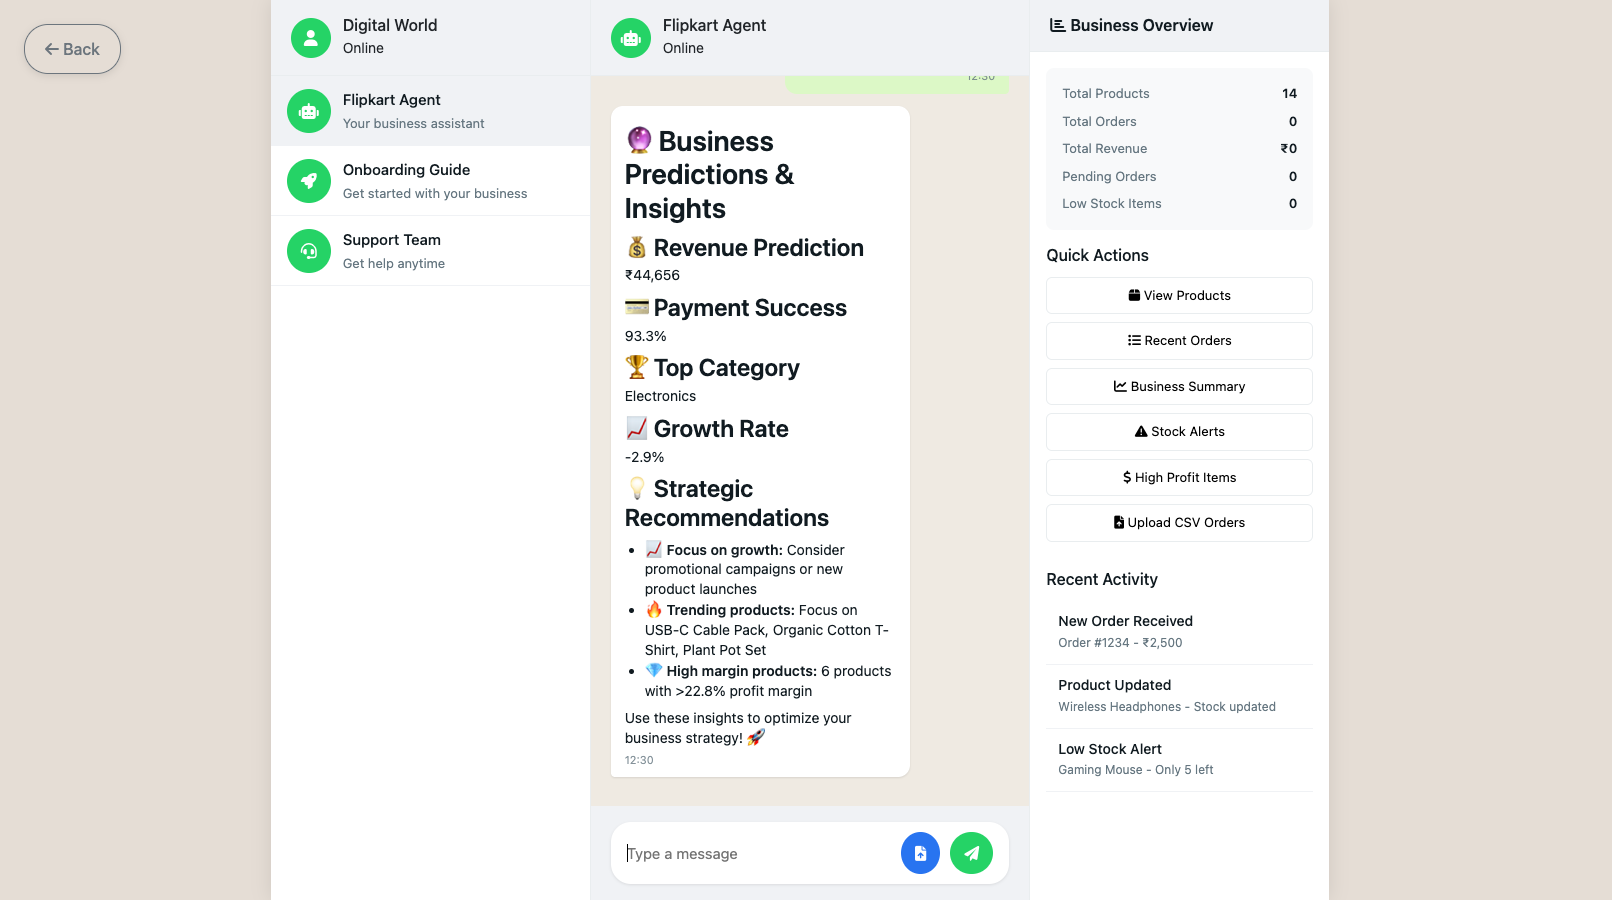 Back
Digital World
Online
Flipkart Agent
Your business assistant
Onboarding Guide
Get started with your business
Support Team
Get help anytime
Flipkart Agent
Online
12:30
🔮 Business
Predictions &
Insights
💰 Revenue Prediction
₹44,656
💳 Payment Success
93.3%
🏆 Top Category
Electronics
📈 Growth Rate
-2.9%
💡 Strategic
Recommendations
• 📈 Focus on growth: Consider
promotional campaigns or new
product launches
• 🔥 Trending products: Focus on
USB-C Cable Pack, Organic Cotton T-
Shirt, Plant Pot Set
• 💎 High margin products: 6 products
with >22.8% profit margin
Use these insights to optimize your
business strategy! 🚀
12:30
Type a message
Business Overview
Total Products 14
Total Orders 0
Total Revenue ₹0
Pending Orders 0
Low Stock Items 0
Quick Actions
View Products
Recent Orders
Business Summary
Stock Alerts
High Profit Items
Upload CSV Orders
Recent Activity
New Order Received
Order #1234 - ₹2,500
Product Updated
Wireless Headphones - Stock updated
Low Stock Alert
Gaming Mouse - Only 5 left